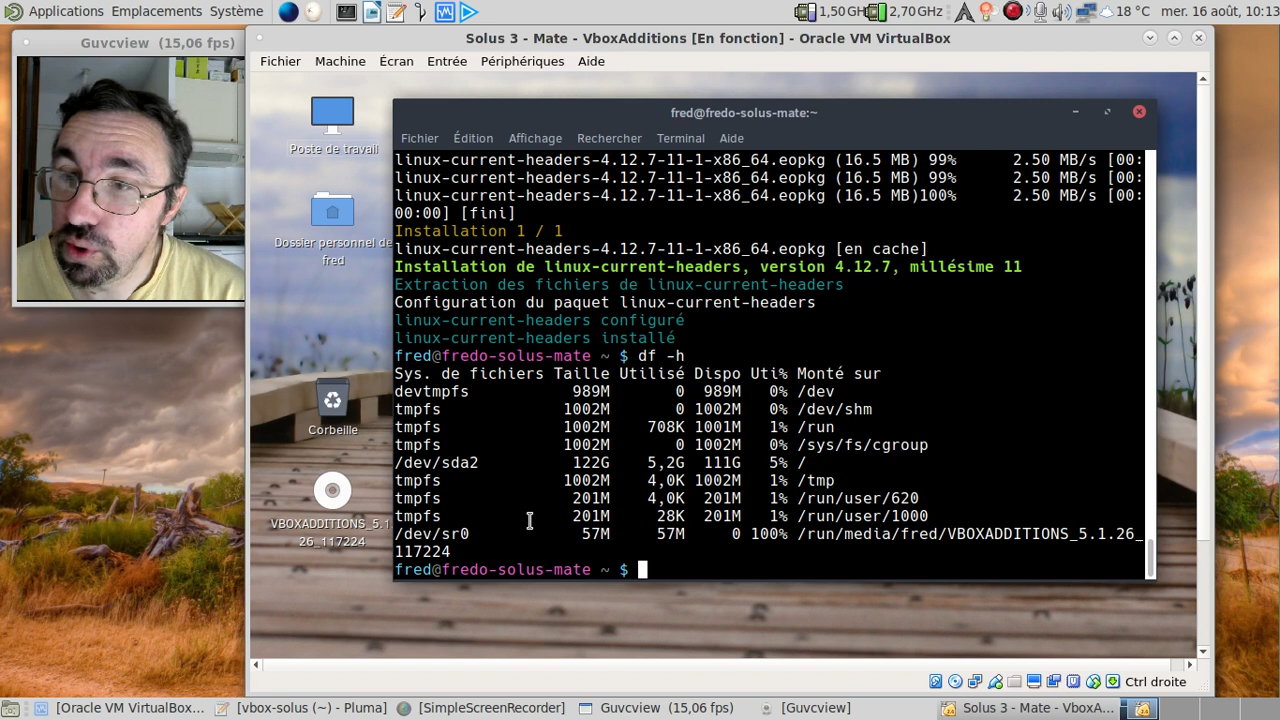 Applications Emplacements Système
1,50 GHz 2,70 GHz 18 °C mer. 16 août, 10:13
Guvcview (15,06 fps)
Solus 3 - Mate - VboxAdditions [En fonction] - Oracle VM VirtualBox
Fichier Machine Écran Entrée Périphériques Aide
Poste de travail
Dossier personnel de
fred
Corbeille
VBOXADDITIONS_5.1
26_117224
fred@fredo-solus-mate:~
Fichier Édition Affichage Rechercher Terminal Aide
linux-current-headers-4.12.7-11-1-x86_64.eopkg (16.5 MB) 99% 2.50 MB/s [00:
linux-current-headers-4.12.7-11-1-x86_64.eopkg (16.5 MB) 99% 2.50 MB/s [00:
linux-current-headers-4.12.7-11-1-x86_64.eopkg (16.5 MB)100% 2.50 MB/s [00:
00:00] [fini]
Installation 1 / 1
linux-current-headers-4.12.7-11-1-x86_64.eopkg [en cache]
Installation de linux-current-headers, version 4.12.7, millésime 11
Extraction des fichiers de linux-current-headers
Configuration du paquet linux-current-headers
linux-current-headers configuré
linux-current-headers installé
fred@fredo-solus-mate ~ $ df -h
Sys. de fichiers Taille Utilisé Dispo Uti% Monté sur
devtmpfs 989M 0 989M 0% /dev
tmpfs 1002M 0 1002M 0% /dev/shm
tmpfs 1002M 708K 1001M 1% /run
tmpfs 1002M 0 1002M 0% /sys/fs/cgroup
/dev/sda2 122G 5,2G 111G 5% /
tmpfs 1002M 4,0K 1002M 1% /tmp
tmpfs 201M 4,0K 201M 1% /run/user/620
tmpfs 201M 28K 201M 1% /run/user/1000
/dev/sr0 57M 57M 0 100% /run/media/fred/VBOXADDITIONS_5.1.26_
117224
fred@fredo-solus-mate ~ $
Ctrl droite
[Oracle VM VirtualBox... [vbox-solus (~) - Pluma] [SimpleScreenRecorder] Guvcview (15,06 fps) [Guvcview] Solus 3 - Mate - VboxA...